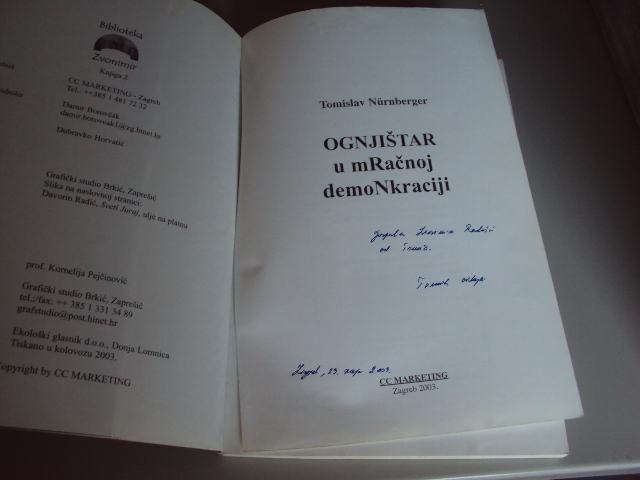 Biblioteka
Zvonimir
Knjiga 2
CC MARKETING - Zagreb
Tel. ++385 1 481 72 32
Damir Borovčak
damir.borovcak1@zg.hinet.hr
Dubravko Horvatić
Grafički studio Brkić, Zaprešić
Slika na naslovnoj stranici:
Davorin Radić, Sveti Juraj, ulje na platnu
prof. Kornelija Pejčinović
Grafički studio Brkić, Zaprešić
tel.:/fax: ++ 385 1 331 34 89
grafstudio@post.hinet.hr
Ekološki glasnik d.o.o., Donja Lomnica
Tiskano u kolovozu 2003.
Copyright by CC MARKETING
Tomislav Nürnberger
OGNJIŠTAR
u mRačnoj
demoNkraciji
od
Zagreb, 2003
CC MARKETING
Zagreb 2003.